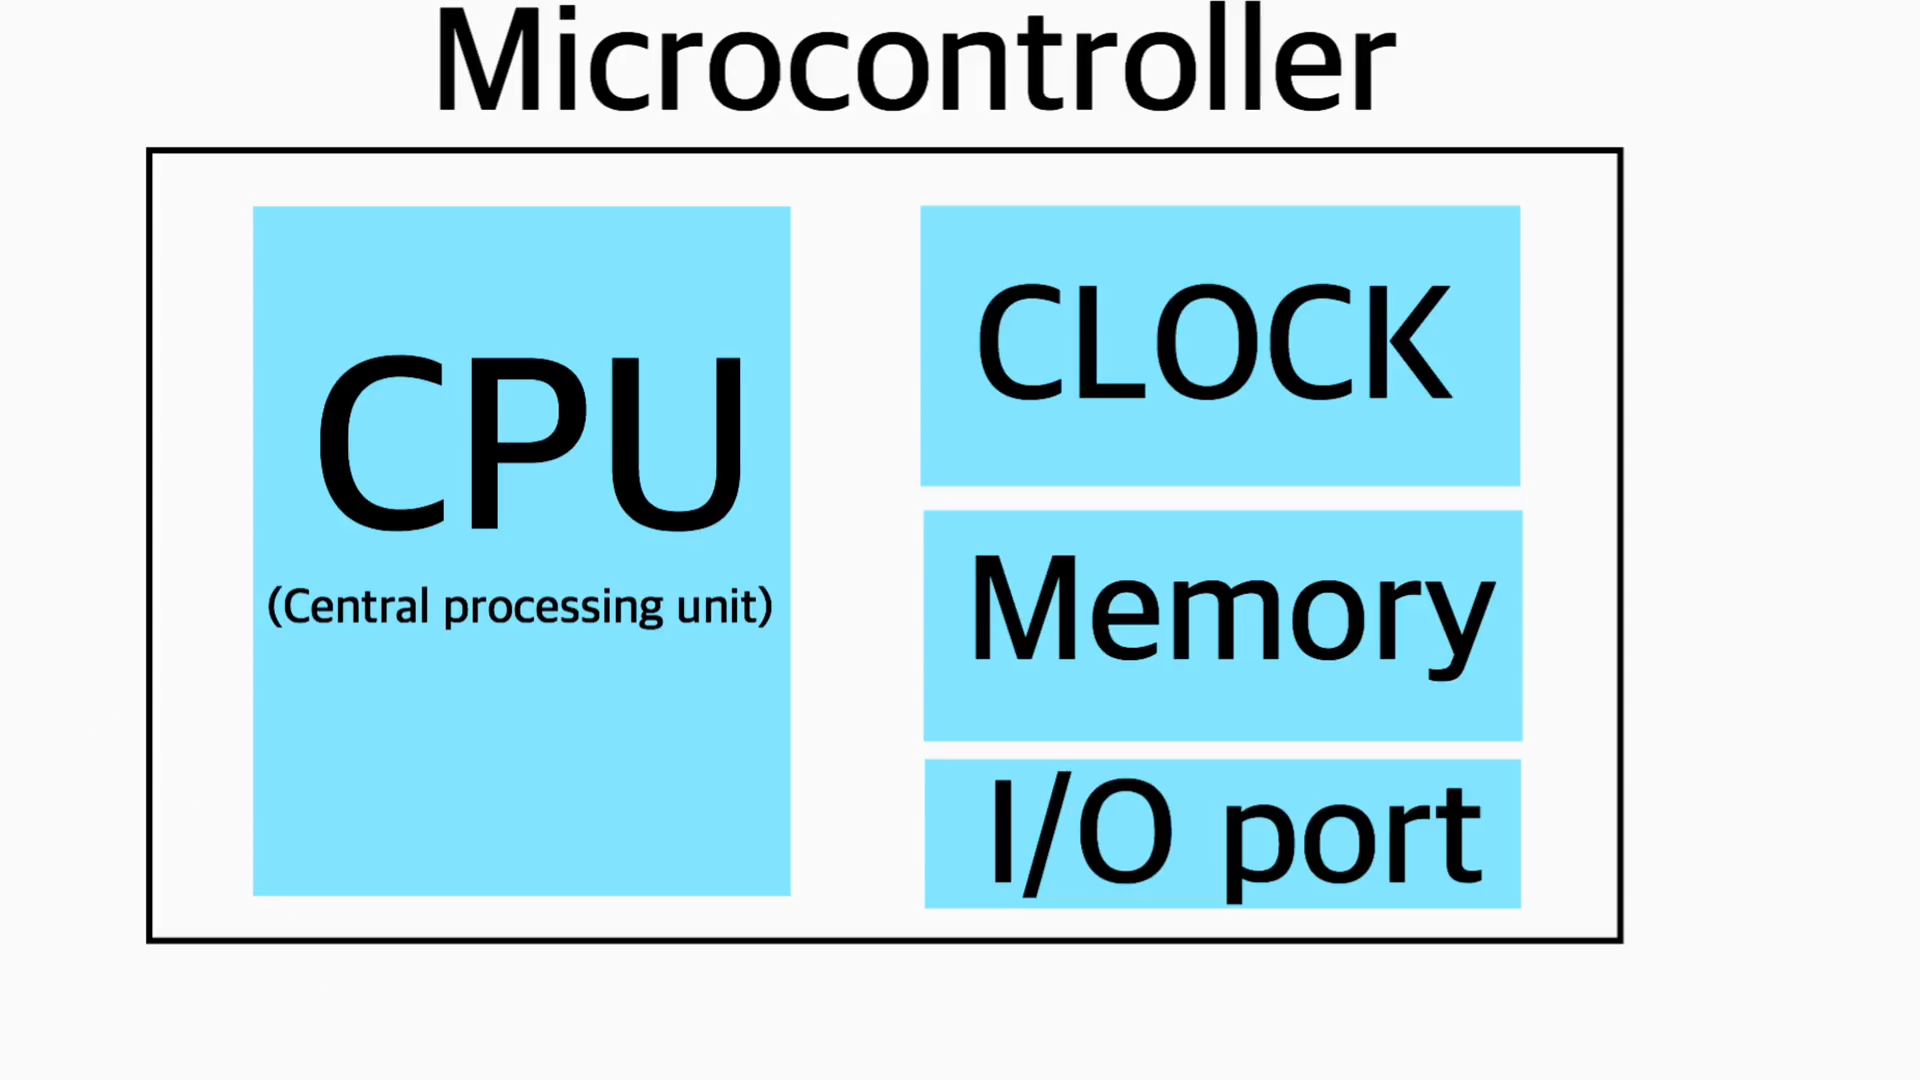 Microcontroller
CPU
(Central processing unit)
CLOCK
Memory
I/O port